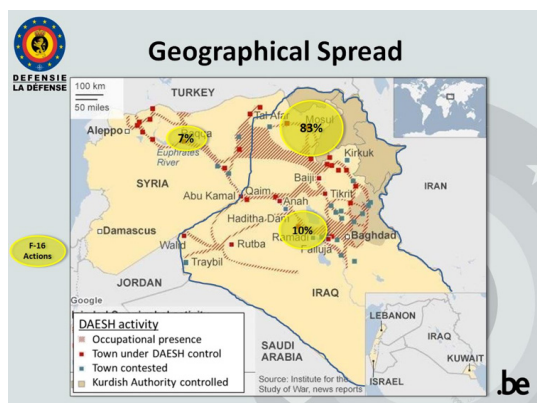 DEFENSIE
LA DÉFENSE
Geographical Spread
100 km
50 miles
TURKEY
Aleppo
Raqqa
7%
Euphrates
River
Tal Afar
Mosul
83%
Kirkuk
SYRIA
Baiji
Abu Kamal
Qaim
Anah
Tikrit
IRAN
Haditha Dam
Damascus
10%
Ramadi
Baghdad
Falluja
F-16
Actions
Walid
Rutba
Traybil
JORDAN
IRAQ
Google
SAUDI
ARABIA
DAESH activity
Occupational presence
Town under DAESH control
Town contested
Kurdish Authority controlled
Source: Institute for the
Study of War, news reports
LEBANON
IRAQ
KUWAIT
ISRAEL
.be